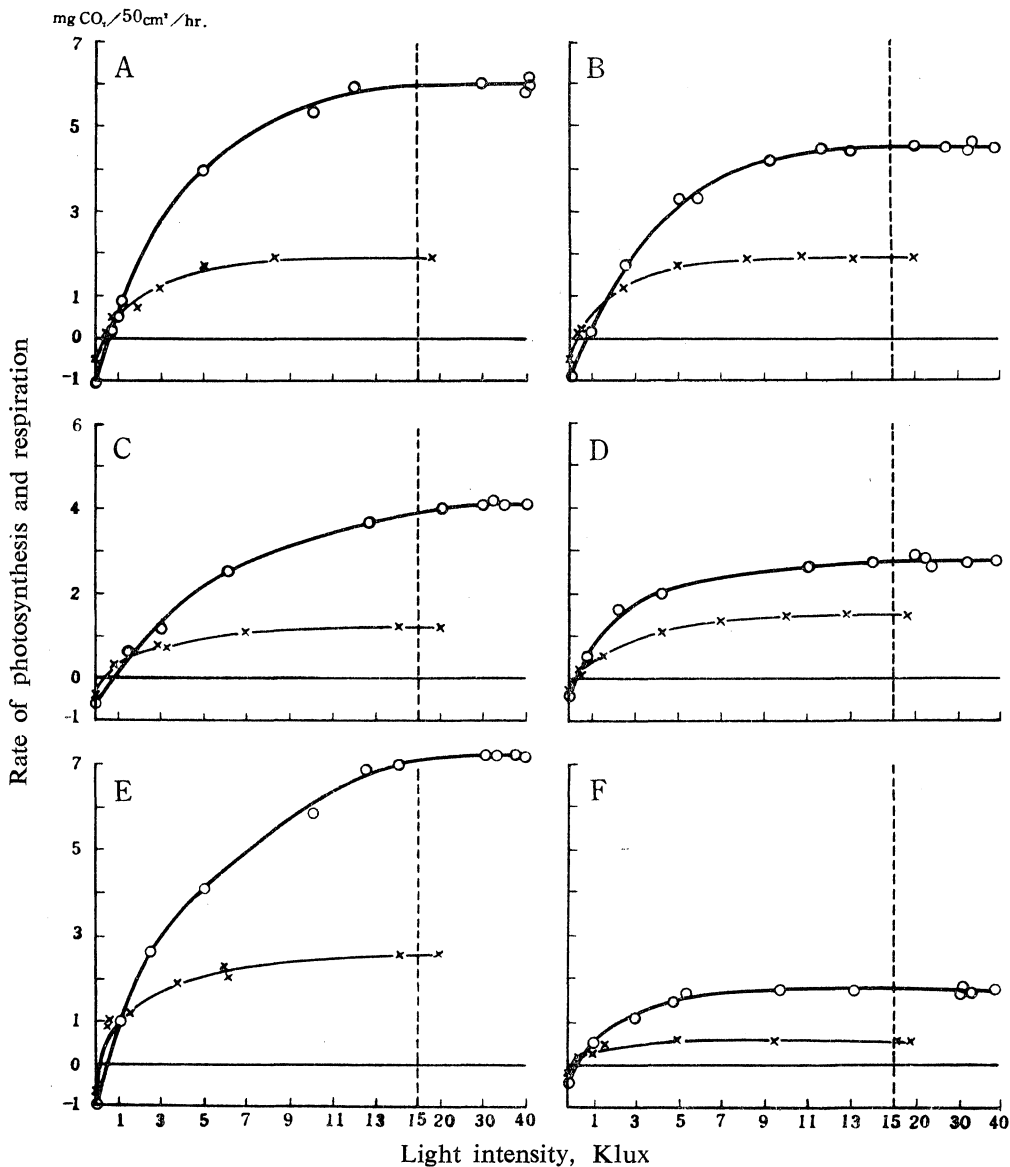 mg CO₂/50cm²/hr.
7
A
B
5
3
1
0
-1
6
C
D
4
2
0
-1
7
E
F
5
3
1
0
-1
1 3 5 7 9 11 13 15 20 30 40
1 3 5 7 9 11 13 15 20 30 40
Rate of photosynthesis and respiration
Light intensity, Klux